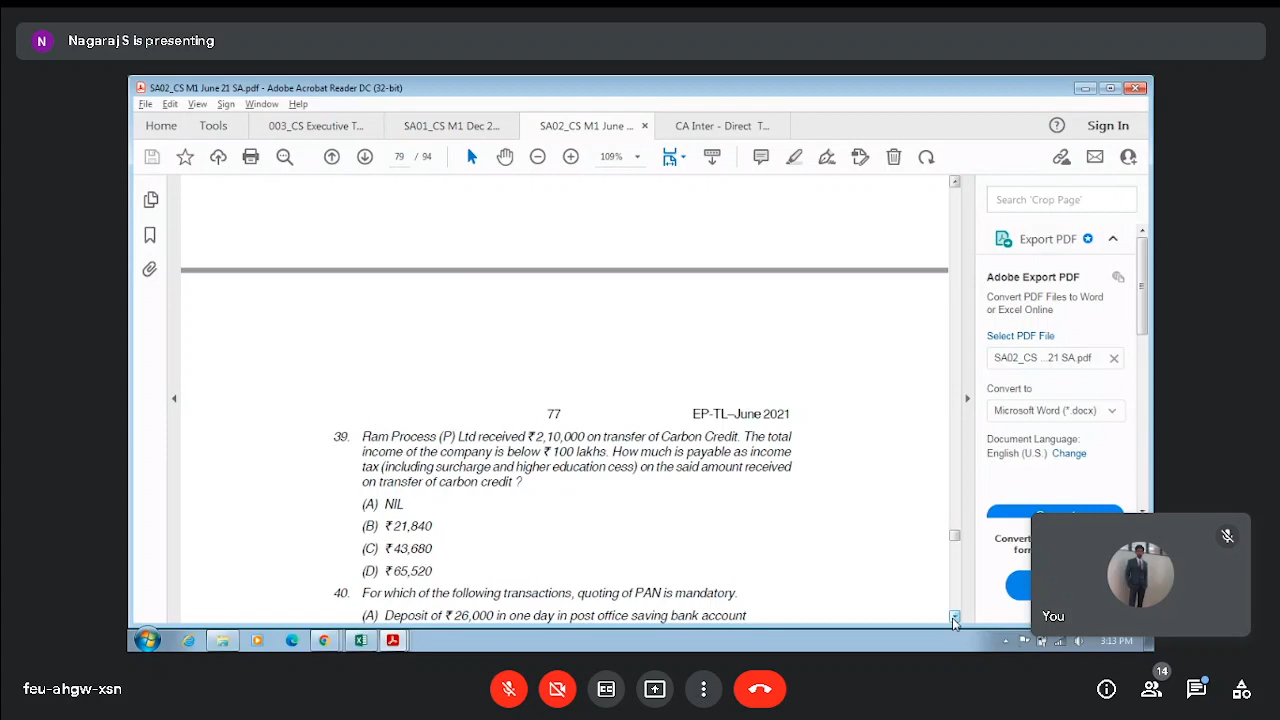 N Nagaraj S is presenting
SA02_CS M1 June 21 SA.pdf - Adobe Acrobat Reader DC (32-bit)
File Edit View Sign Window Help
Home Tools 003_CS Executive T... SA01_CS M1 Dec 2... SA02_CS M1 June ... × CA Inter - Direct T... ? Sign In
79 / 94 109%
Search 'Crop Page'
Export PDF
Adobe Export PDF
Convert PDF Files to Word
or Excel Online
Select PDF File
SA02_CS ...21 SA.pdf
Convert to
Microsoft Word (*.docx)
Document Language:
English (U.S.) Change
77 EP-TL–June 2021
39. Ram Process (P) Ltd received ₹ 2,10,000 on transfer of Carbon Credit. The total
income of the company is below ₹ 100 lakhs. How much is payable as income
tax (including surcharge and higher education cess) on the said amount received
on transfer of carbon credit ?
(A) NIL
(B) ₹ 21,840
(C) ₹ 43,680
(D) ₹ 65,520
40. For which of the following transactions, quoting of PAN is mandatory.
(A) Deposit of ₹ 26,000 in one day in post office saving bank account
You
3:13 PM
feu-ahgw-xsn
CC
14